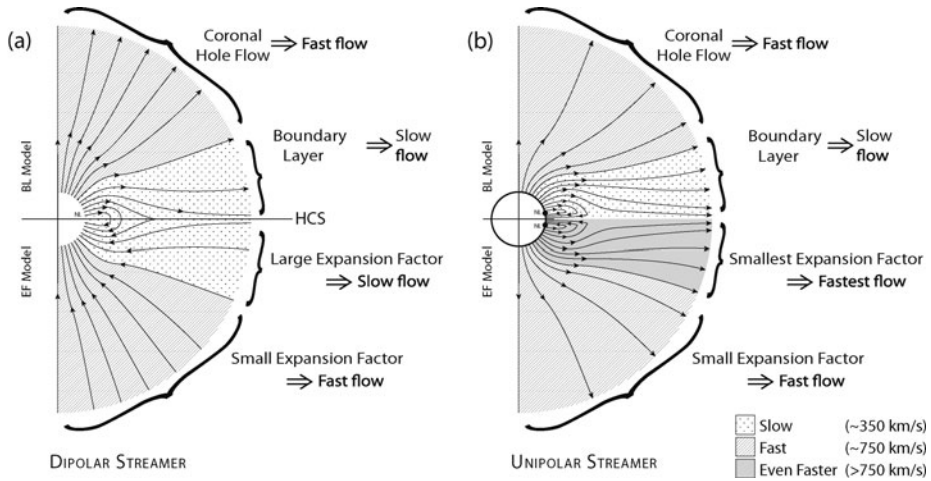 (a)
Coronal
Hole Flow ⇒ Fast flow
BL Model
Boundary
Layer ⇒ Slow
flow
NL
HCS
EF Model
Large Expansion Factor
⇒ Slow flow
Small Expansion Factor
⇒ Fast flow
DIPOLAR STREAMER
(b)
Coronal
Hole Flow ⇒ Fast flow
BL Model
Boundary
Layer ⇒ Slow
flow
NL
NL
EF Model
Smallest Expansion Factor
⇒ Fastest flow
Small Expansion Factor
⇒ Fast flow
UNIPOLAR STREAMER
Slow (~350 km/s)
Fast (~750 km/s)
Even Faster (>750 km/s)